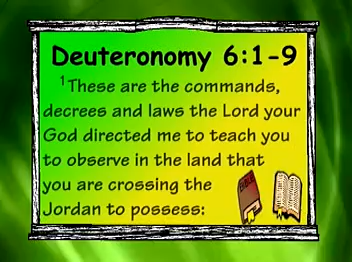 Deuteronomy 6:1-9
1These are the commands,
decrees and laws the Lord your
God directed me to teach you
to observe in the land that
you are crossing the
Jordan to possess:
BIBLE